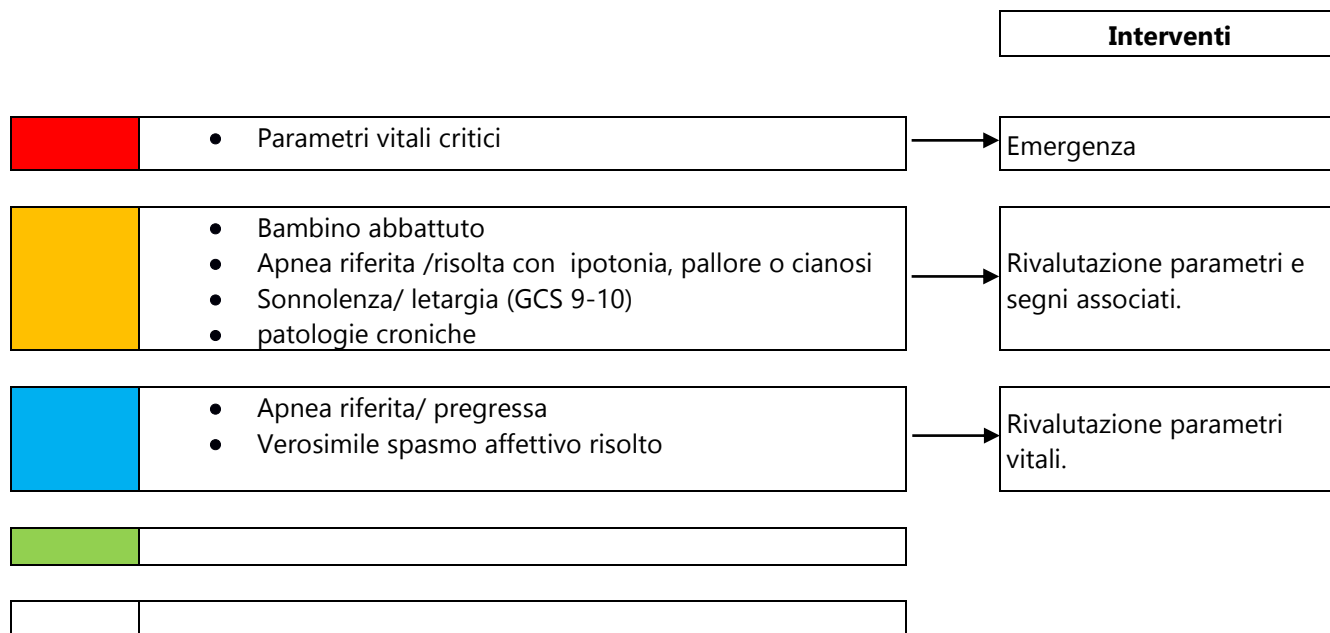 Interventi
● Parametri vitali critici
Emergenza
● Bambino abbattuto
● Apnea riferita /risolta con ipotonia, pallore o cianosi
● Sonnolenza/ letargia (GCS 9-10)
● patologie croniche
Rivalutazione parametri e
segni associati.
● Apnea riferita/ pregressa
● Verosimile spasmo affettivo risolto
Rivalutazione parametri
vitali.